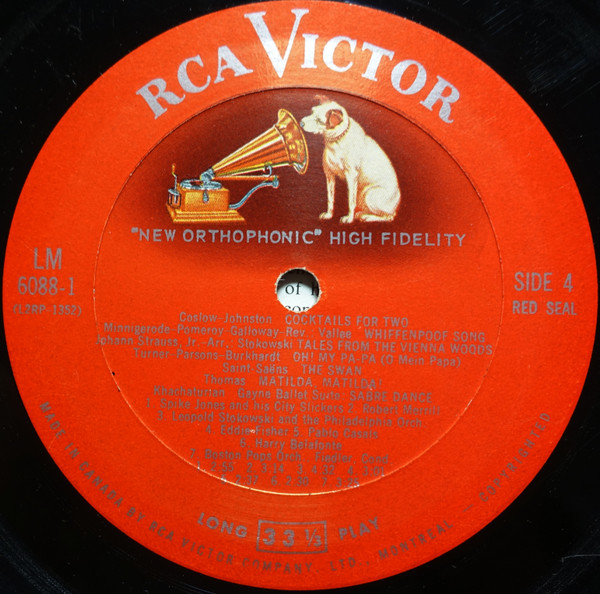 RCA VICTOR
"NEW ORTHOPHONIC" HIGH FIDELITY
LM
6088-1
(L2RP-1352)
SIDE 4
RED SEAL
of
Coslow-Johnston COCKTAILS FOR TWO
Minnigerode-Pomeroy-Galloway-Rev.: Vallee WHIFFENPOOF SONG
Johann Strauss, Jr.-Arr. Stokowski TALES FROM THE VIENNA WOODS
Turner-Parsons-Burkhardt OH! MY PA-PA (O Mein Papa)
Saint-Saëns THE SWAN
Thomas MATILDA, MATILDA!
Khachaturian Gayne Ballet Suite: SABRE DANCE
1. Spike Jones and his City Slickers 2. Robert Merrill
3. Leopold Stokowski and the Philadelphia Orch.
4. Eddie Fisher 5. Pablo Casals
6. Harry Belafonte
7. Boston Pops Orch. Fiedler, Cond.
LONG 33 1/3 PLAY
MADE IN CANADA BY RCA VICTOR COMPANY, LTD., MONTREAL — COPYRIGHTED